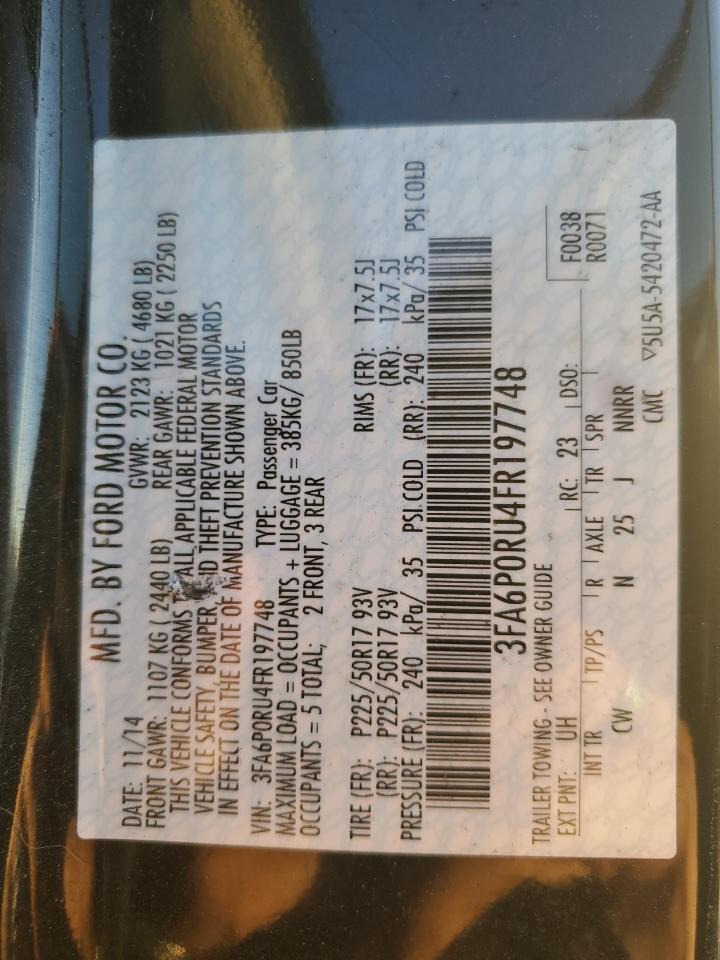 MFD. BY FORD MOTOR CO.
DATE: 11/14 GVWR: 2123 KG ( 4680 LB)
FRONT GAWR: 1107 KG ( 2440 LB) REAR GAWR: 1021 KG ( 2250 LB)
THIS VEHICLE CONFORMS ALL APPLICABLE FEDERAL MOTOR
VEHICLE SAFETY, BUMPER, THEFT PREVENTION STANDARDS
IN EFFECT ON THE DATE OF MANUFACTURE SHOWN ABOVE.
VIN: 3FA6P0RU4FR197748 TYPE: Passenger Car
MAXIMUM LOAD = OCCUPANTS + LUGGAGE = 385KG/ 850LB
OCCUPANTS = 5 TOTAL; 2 FRONT, 3 REAR
TIRE (FR): P225/50R17 93V RIMS (FR): 17x7.5J
(RR): P225/50R17 93V (RR): 17x7.5J
PRESSURE (FR): 240 kPa/ 35 PSI COLD (RR): 240 kPa/ 35 PSI COLD
3FA6P0RU4FR197748
TRAILER TOWING - SEE OWNER GUIDE
EXT PNT: UH RC: 23 DSO: F0038
INT TR TP/PS R AXLE TR SPR R0071
CW N 25 J NNRR
CMC ▽5U5A-5420472-AA